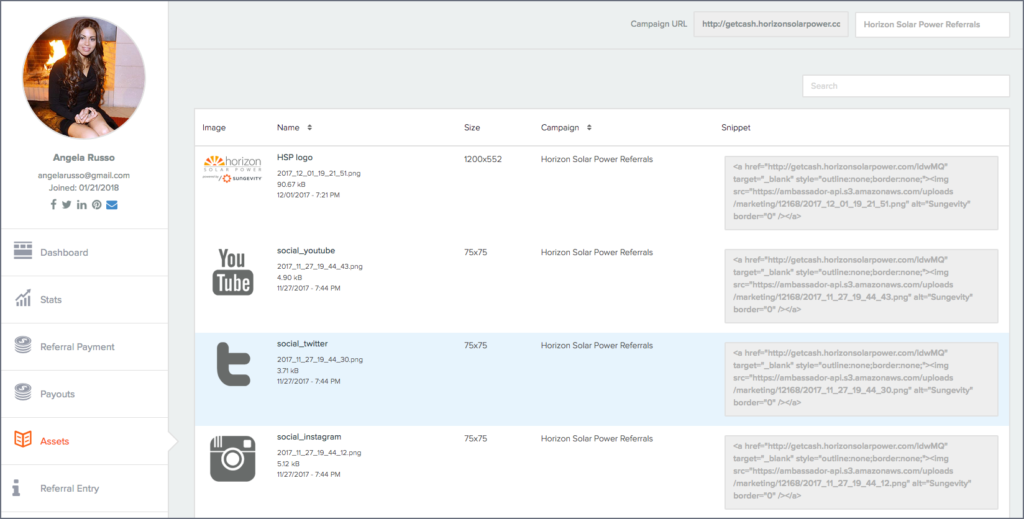 Campaign URL http://getcash.horizonsolarpower.cc Horizon Solar Power Referrals
Search
Angela Russo
angelarusso@gmail.com
Joined: 01/21/2018
Dashboard
Stats
Referral Payment
Payouts
Assets
Referral Entry
Image Name Size Campaign Snippet
horizon
SOLAR POWER
powered by SUNGEVITY
HSP logo
2017_12_01_19_21_51.png
90.67 kB
12/01/2017 - 7:21 PM
1200x552
Horizon Solar Power Referrals
<a href="http://getcash.horizonsolarpower.com/ldwMQ"
target="_blank" style="outline:none;border:none;"><img
src="https://ambassador-api.s3.amazonaws.com/uploads
/marketing/12168/2017_12_01_19_21_51.png" alt="Sungevity"
border="0" /></a>
You
Tube
social_youtube
2017_11_27_19_44_43.png
4.90 kB
11/27/2017 - 7:44 PM
75x75
Horizon Solar Power Referrals
<a href="http://getcash.horizonsolarpower.com/ldwMQ"
target="_blank" style="outline:none;border:none;"><img
src="https://ambassador-api.s3.amazonaws.com/uploads
/marketing/12168/2017_11_27_19_44_43.png" alt="Sungevity"
border="0" /></a>
social_twitter
2017_11_27_19_44_30.png
3.71 kB
11/27/2017 - 7:44 PM
75x75
Horizon Solar Power Referrals
<a href="http://getcash.horizonsolarpower.com/ldwMQ"
target="_blank" style="outline:none;border:none;"><img
src="https://ambassador-api.s3.amazonaws.com/uploads
/marketing/12168/2017_11_27_19_44_30.png" alt="Sungevity"
border="0" /></a>
social_instagram
2017_11_27_19_44_12.png
5.12 kB
11/27/2017 - 7:44 PM
75x75
Horizon Solar Power Referrals
<a href="http://getcash.horizonsolarpower.com/ldwMQ"
target="_blank" style="outline:none;border:none;"><img
src="https://ambassador-api.s3.amazonaws.com/uploads
/marketing/12168/2017_11_27_19_44_12.png" alt="Sungevity"
border="0" /></a>